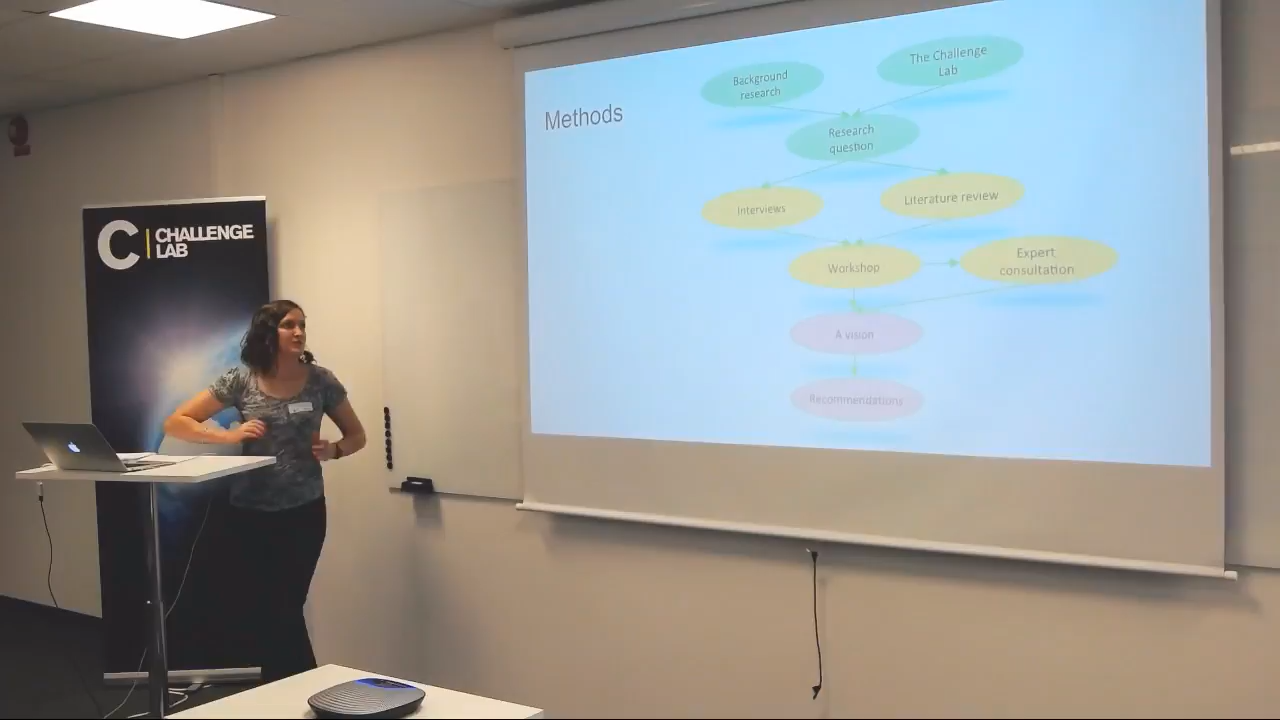 CHALLENGE
LAB
Methods
Background
research
The Challenge
Lab
Research
question
Interviews
Literature review
Workshop
Expert
consultation
A vision
Recommendations